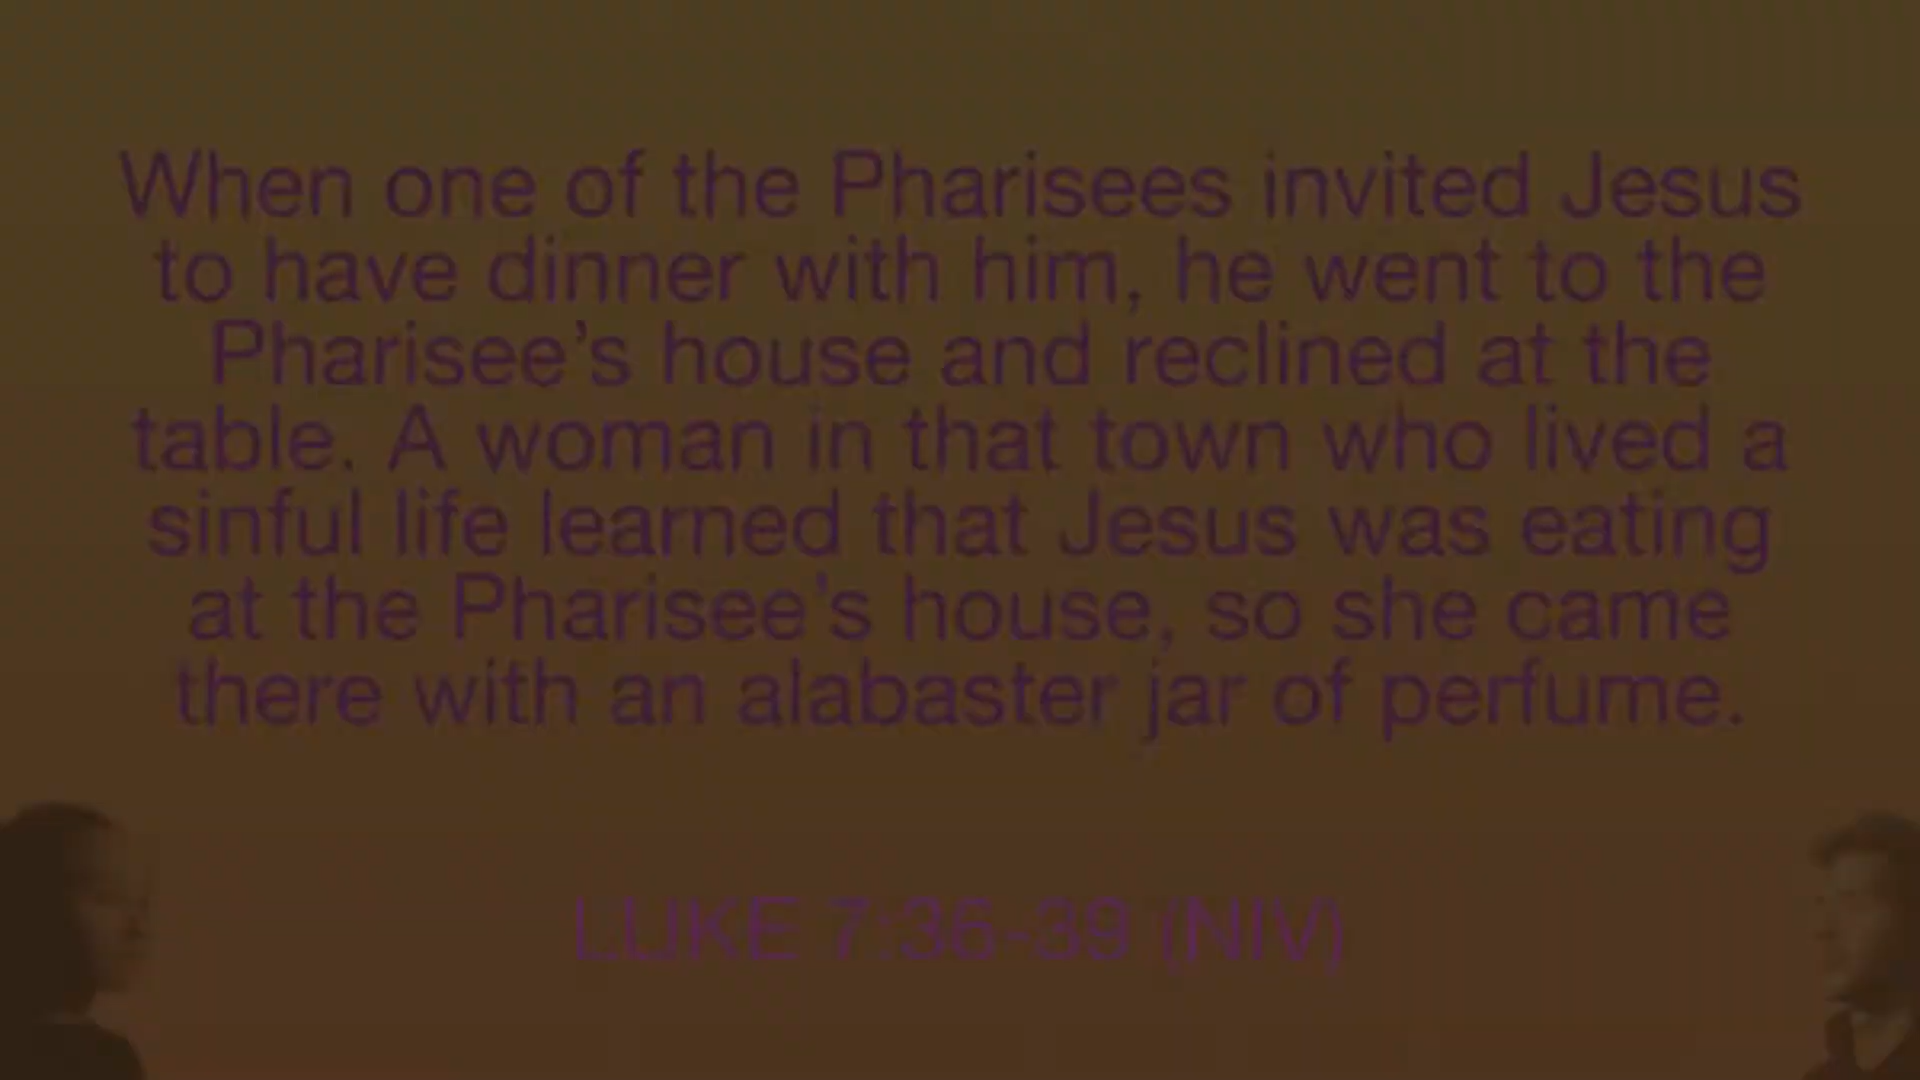 When one of the Pharisees invited Jesus
to have dinner with him, he went to the
Pharisee’s house and reclined at the
table. A woman in that town who lived a
sinful life learned that Jesus was eating
at the Pharisee’s house, so she came
there with an alabaster jar of perfume.
LUKE 7:36-39 (NIV)